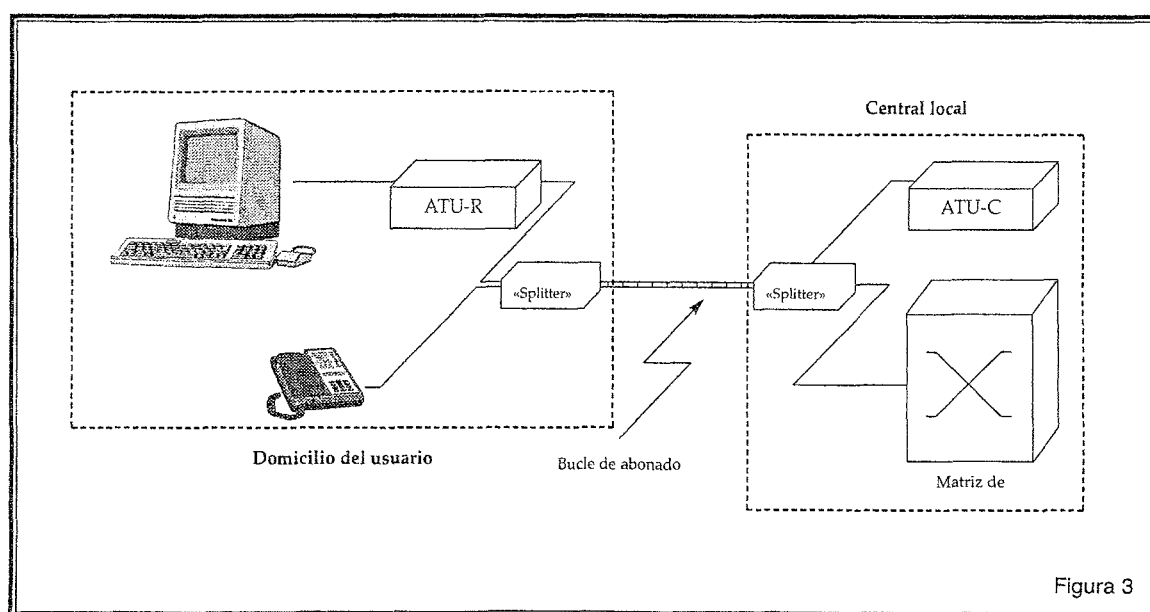 Central local
ATU-R
ATU-C
«Splitter»
«Splitter»
Domicilio del usuario
Bucle de abonado
Matriz de
Figura 3